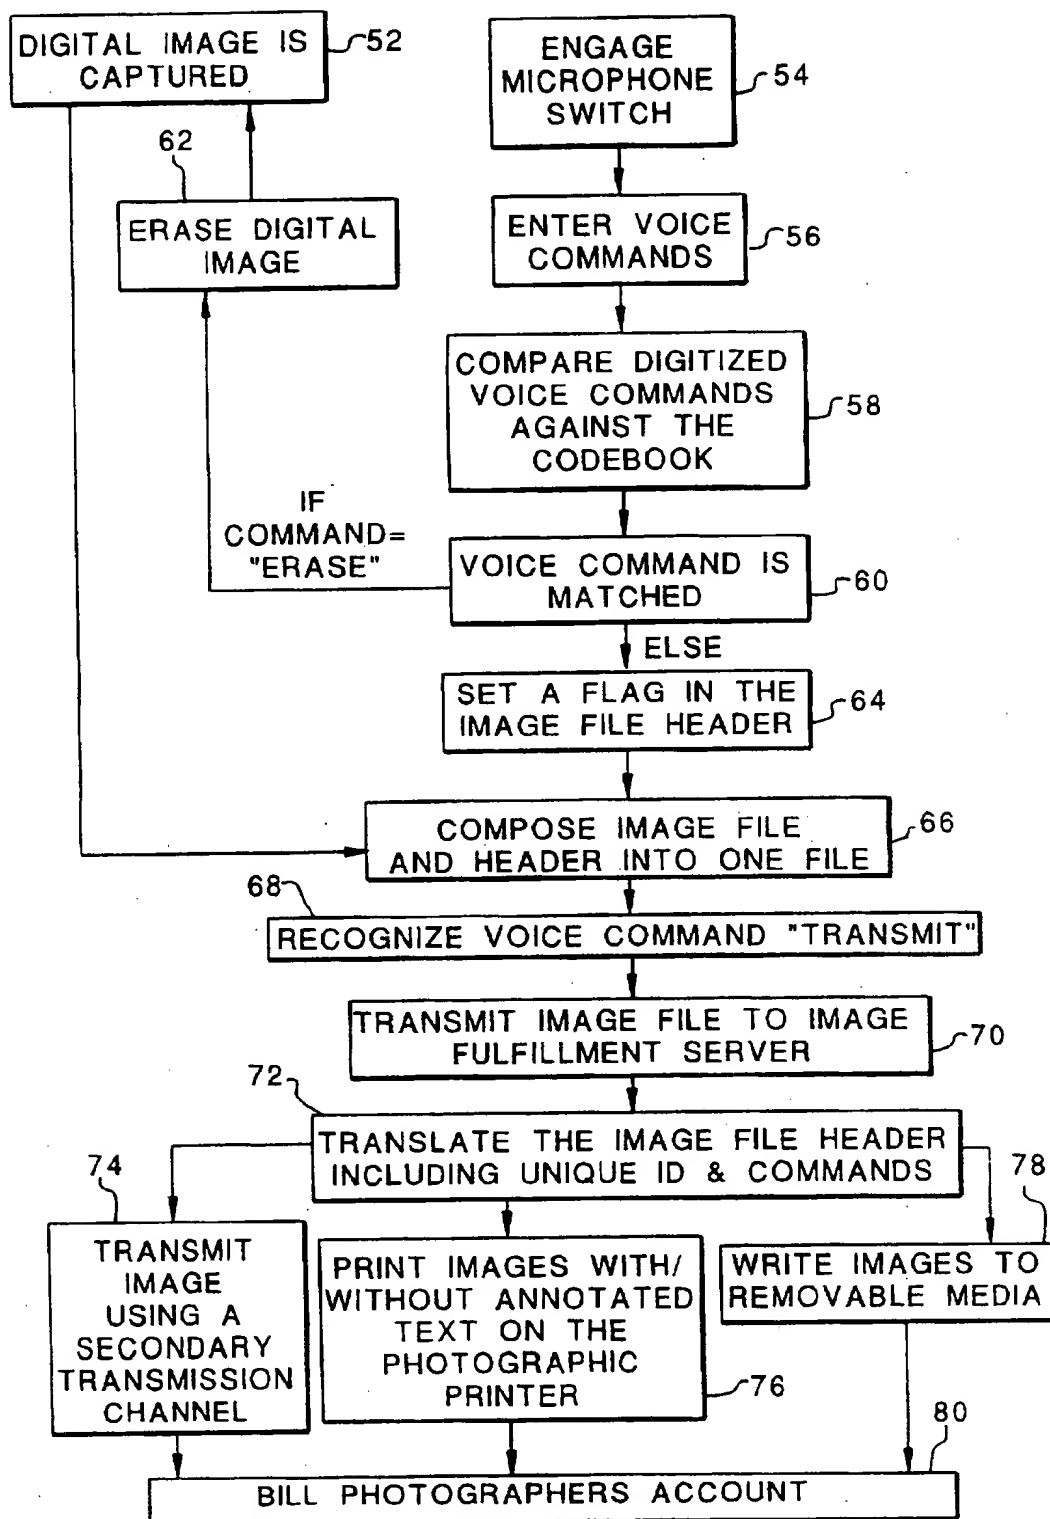 DIGITAL IMAGE IS
CAPTURED
52
ENGAGE
MICROPHONE
SWITCH
54
62
ERASE DIGITAL
IMAGE
ENTER VOICE
COMMANDS
56
COMPARE DIGITIZED
VOICE COMMANDS
AGAINST THE
CODEBOOK
58
IF
COMMAND=
"ERASE"
VOICE COMMAND IS
MATCHED
60
ELSE
SET A FLAG IN THE
IMAGE FILE HEADER
64
COMPOSE IMAGE FILE
AND HEADER INTO ONE FILE
66
68
RECOGNIZE VOICE COMMAND "TRANSMIT"
TRANSMIT IMAGE FILE TO IMAGE
FULFILLMENT SERVER
70
72
TRANSLATE THE IMAGE FILE HEADER
INCLUDING UNIQUE ID & COMMANDS
74
TRANSMIT
IMAGE
USING A
SECONDARY
TRANSMISSION
CHANNEL
PRINT IMAGES WITH/
WITHOUT ANNOTATED
TEXT ON THE
PHOTOGRAPHIC
PRINTER
76
78
WRITE IMAGES TO
REMOVABLE MEDIA
80
BILL PHOTOGRAPHERS ACCOUNT